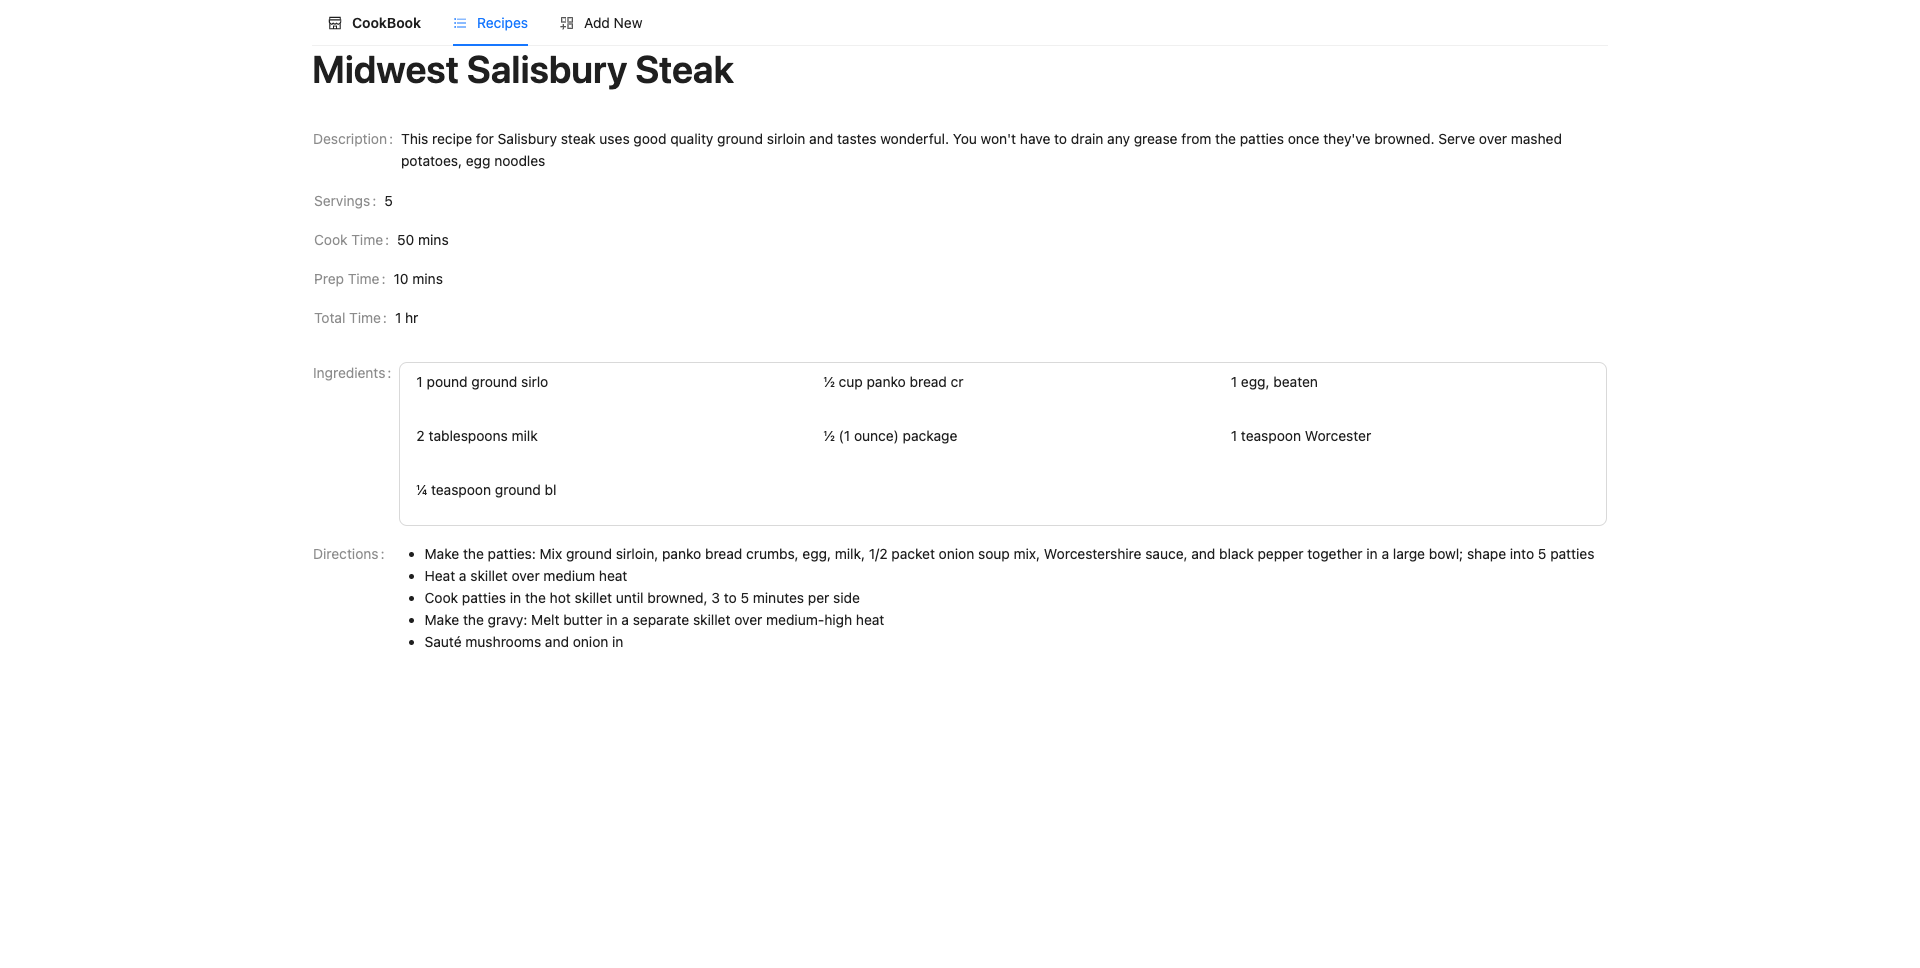 CookBook Recipes Add New
Midwest Salisbury Steak
Description: This recipe for Salisbury steak uses good quality ground sirloin and tastes wonderful. You won't have to drain any grease from the patties once they've browned. Serve over mashed
potatoes, egg noodles
Servings: 5
Cook Time: 50 mins
Prep Time: 10 mins
Total Time: 1 hr
Ingredients: 1 pound ground sirlo ½ cup panko bread cr 1 egg, beaten
2 tablespoons milk ½ (1 ounce) package 1 teaspoon Worcester
¼ teaspoon ground bl
Directions: • Make the patties: Mix ground sirloin, panko bread crumbs, egg, milk, 1/2 packet onion soup mix, Worcestershire sauce, and black pepper together in a large bowl; shape into 5 patties
• Heat a skillet over medium heat
• Cook patties in the hot skillet until browned, 3 to 5 minutes per side
• Make the gravy: Melt butter in a separate skillet over medium-high heat
• Sauté mushrooms and onion in